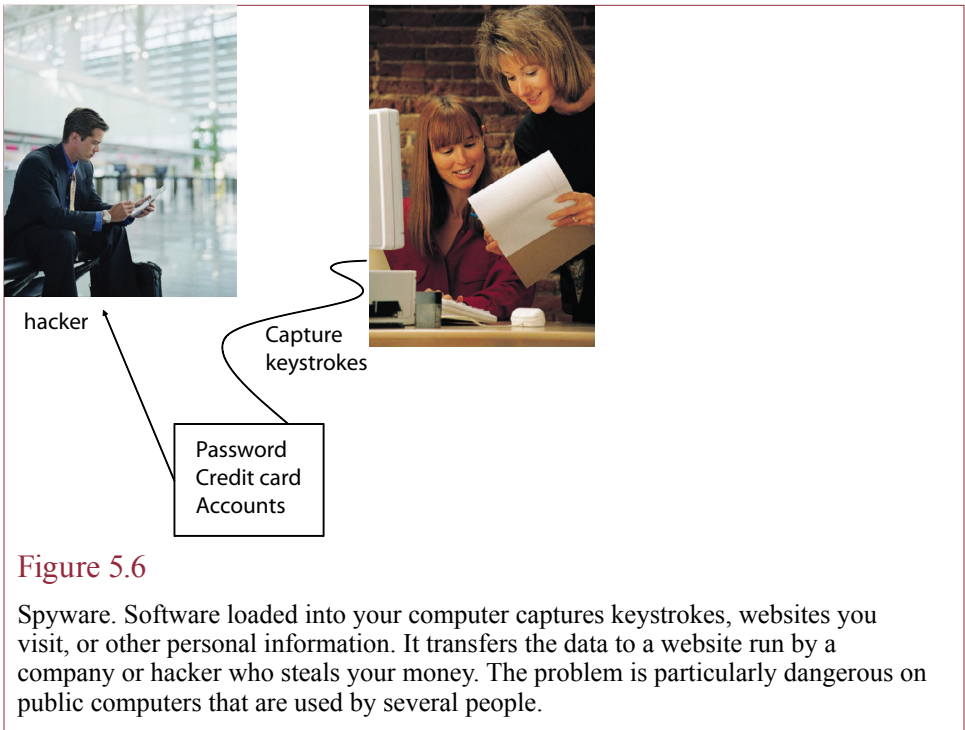 hacker
Capture
keystrokes
Password
Credit card
Accounts
Figure 5.6
Spyware. Software loaded into your computer captures keystrokes, websites you
visit, or other personal information. It transfers the data to a website run by a
company or hacker who steals your money. The problem is particularly dangerous on
public computers that are used by several people.